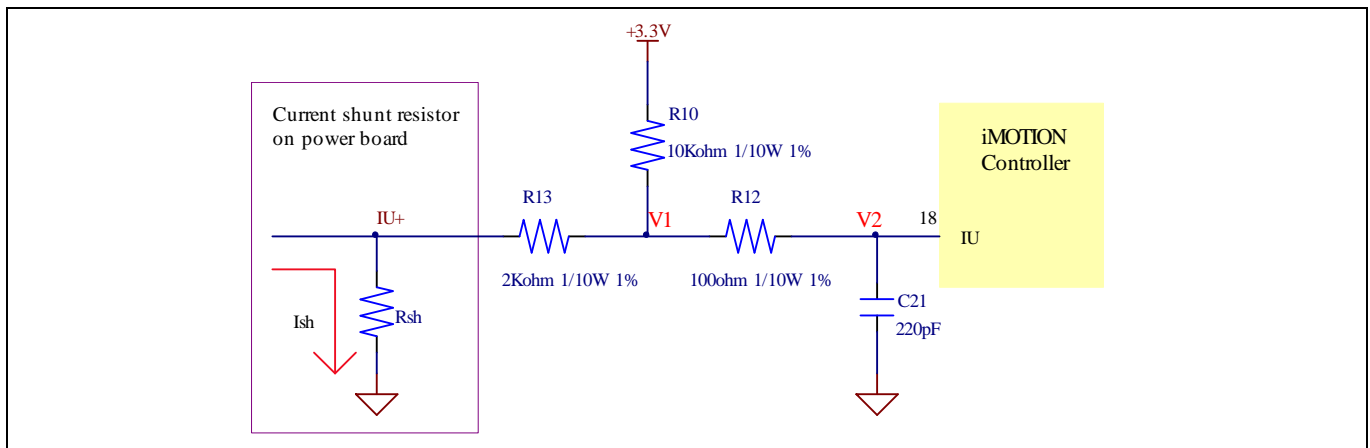 +3.3V
Current shunt resistor
on power board
R10
10Kohm 1/10W 1%
iMOTION
Controller
R13
R12
IU+
V1
V2
18
IU
2Kohm 1/10W 1%
100ohm 1/10W 1%
C21
220pF
Ish
Rsh